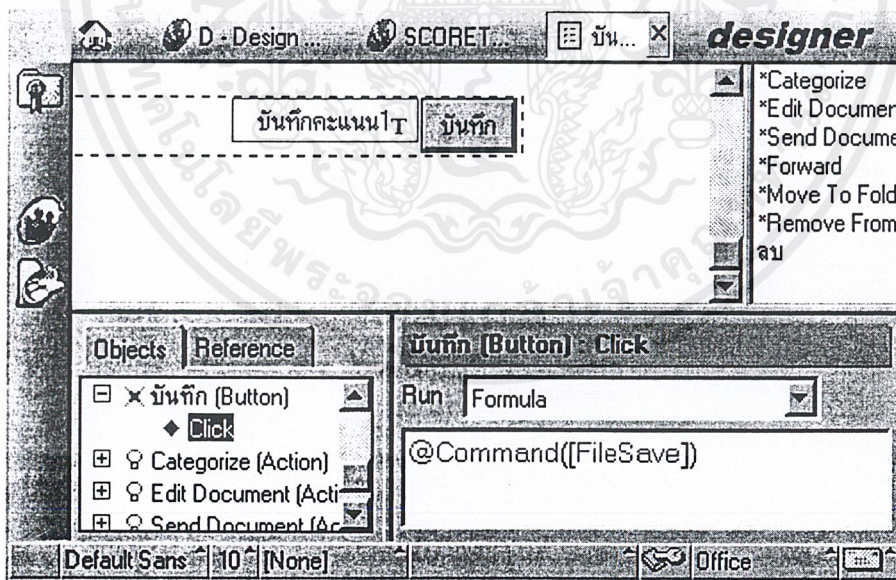 D - Design ...
SCORET...
บัน...
designer
บันทึกคะแนน1T
บันทึก
*Categorize
*Edit Documen
*Send Docume
*Forward
*Move To Fold
*Remove From
ลบ
Objects
Reference
บันทึก (Button)
Click
Categorize (Action)
Edit Document (Acti
Send Document (Ac
บันทึก (Button) : Click
Run
Formula
@Command([FileSave])
Default Sans
10
[None]
Office